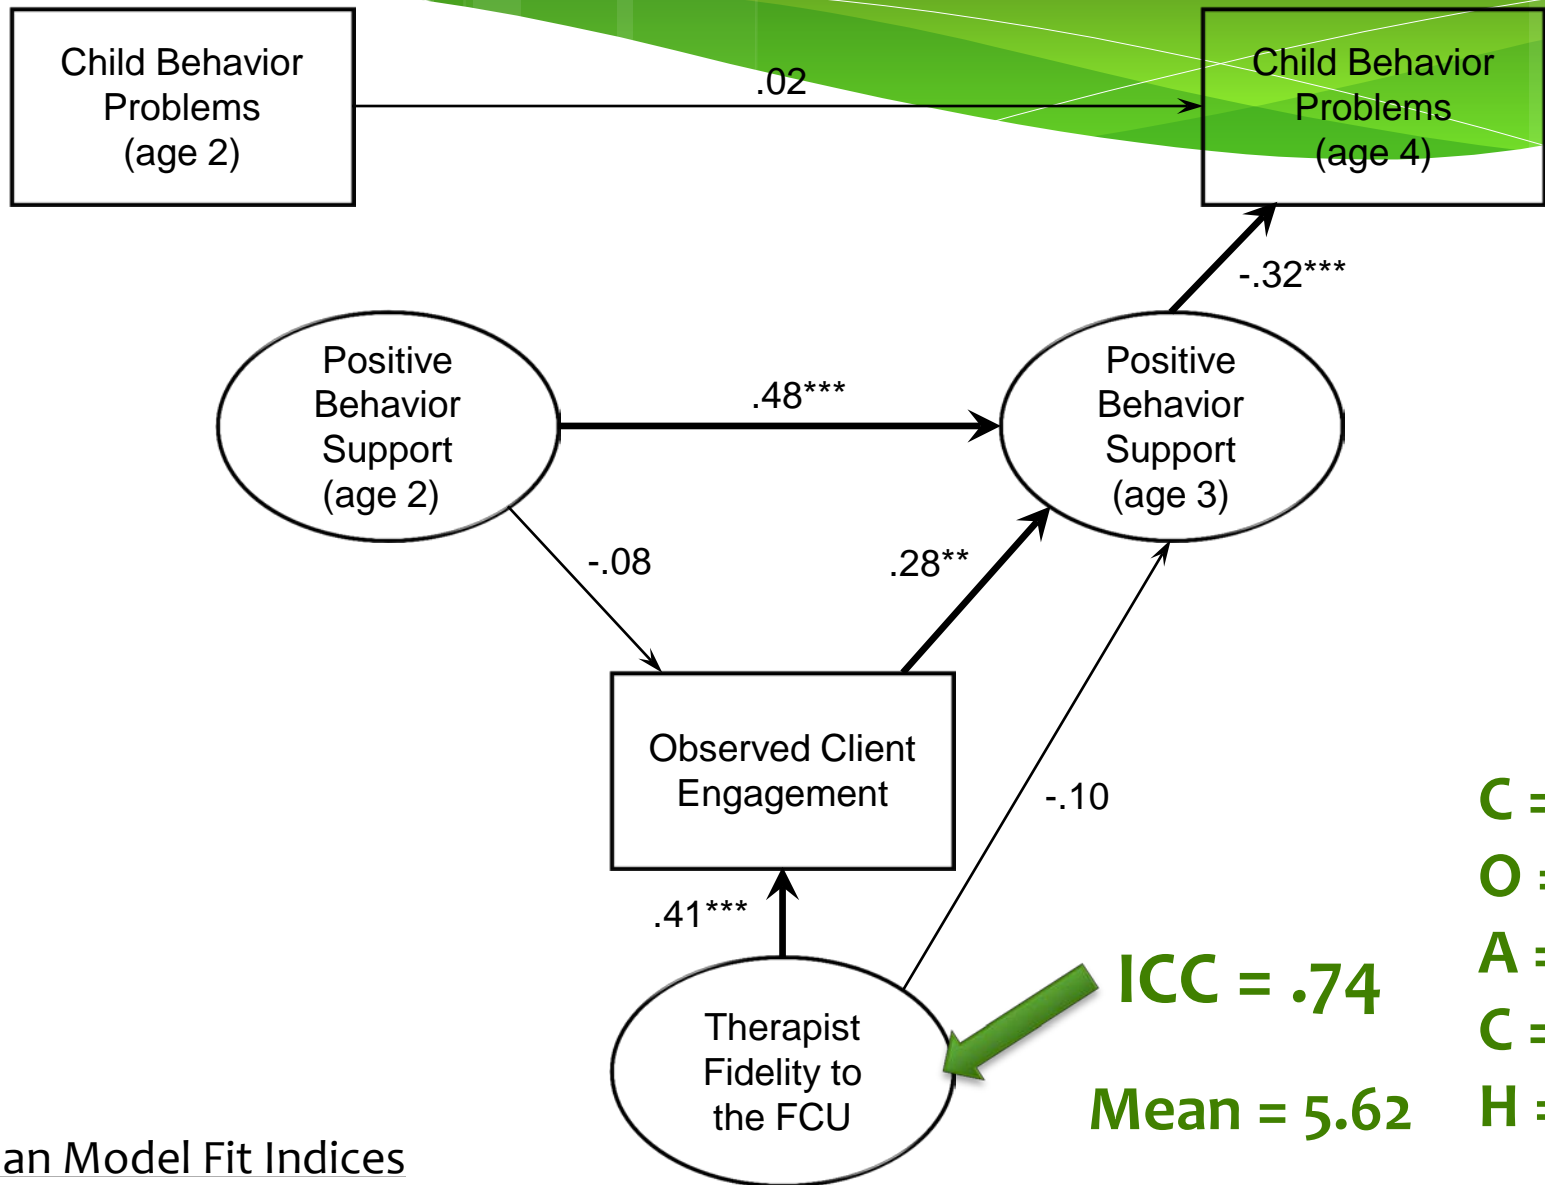 Child Behavior
Problems
(age 2)
.02
Child Behavior
Problems
(age 4)
-.32***
Positive
Behavior
Support
(age 2)
.48***
Positive
Behavior
Support
(age 3)
-.08
.28**
Observed Client
Engagement
-.10
.41***
Therapist
Fidelity to
the FCU
ICC = .74
Mean = 5.62
C =
O =
A =
C =
H =
an Model Fit Indices